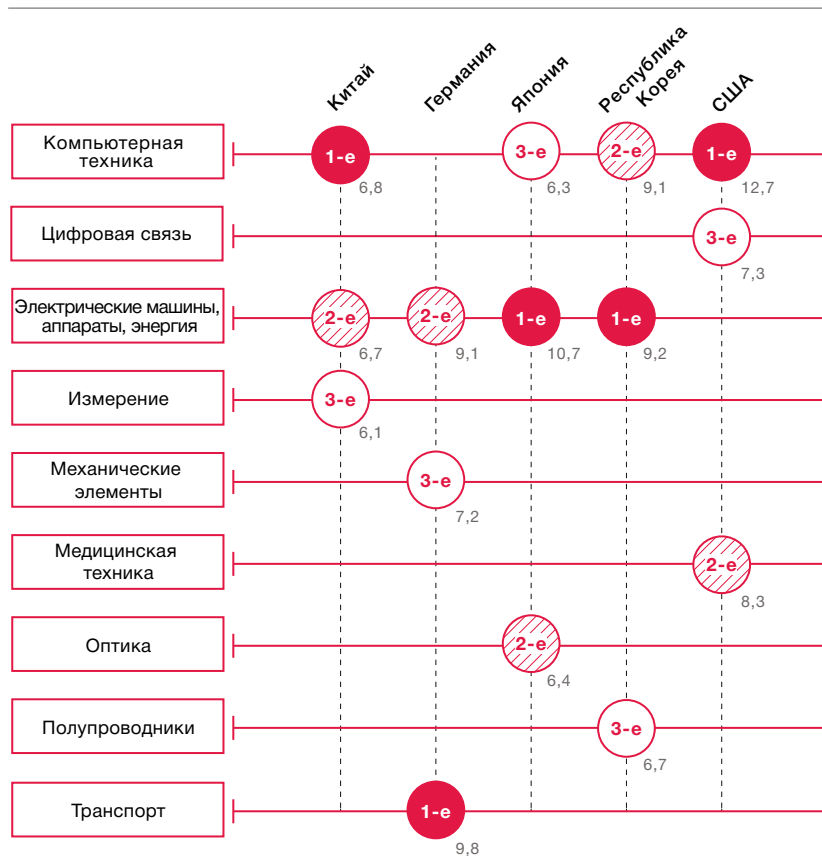 Китай
Германия
Япония
Республика
Корея
США
Компьютерная
техника
1-е
3-е
2-е
1-е
6,8
6,3
9,1
12,7
Цифровая связь
3-е
7,3
Электрические машины,
аппараты, энергия
2-е
2-е
1-е
1-е
6,7
9,1
10,7
9,2
Измерение
3-е
6,1
Механические
элементы
3-е
7,2
Медицинская
техника
2-е
8,3
Оптика
2-е
6,4
Полупроводники
3-е
6,7
Транспорт
1-е
9,8